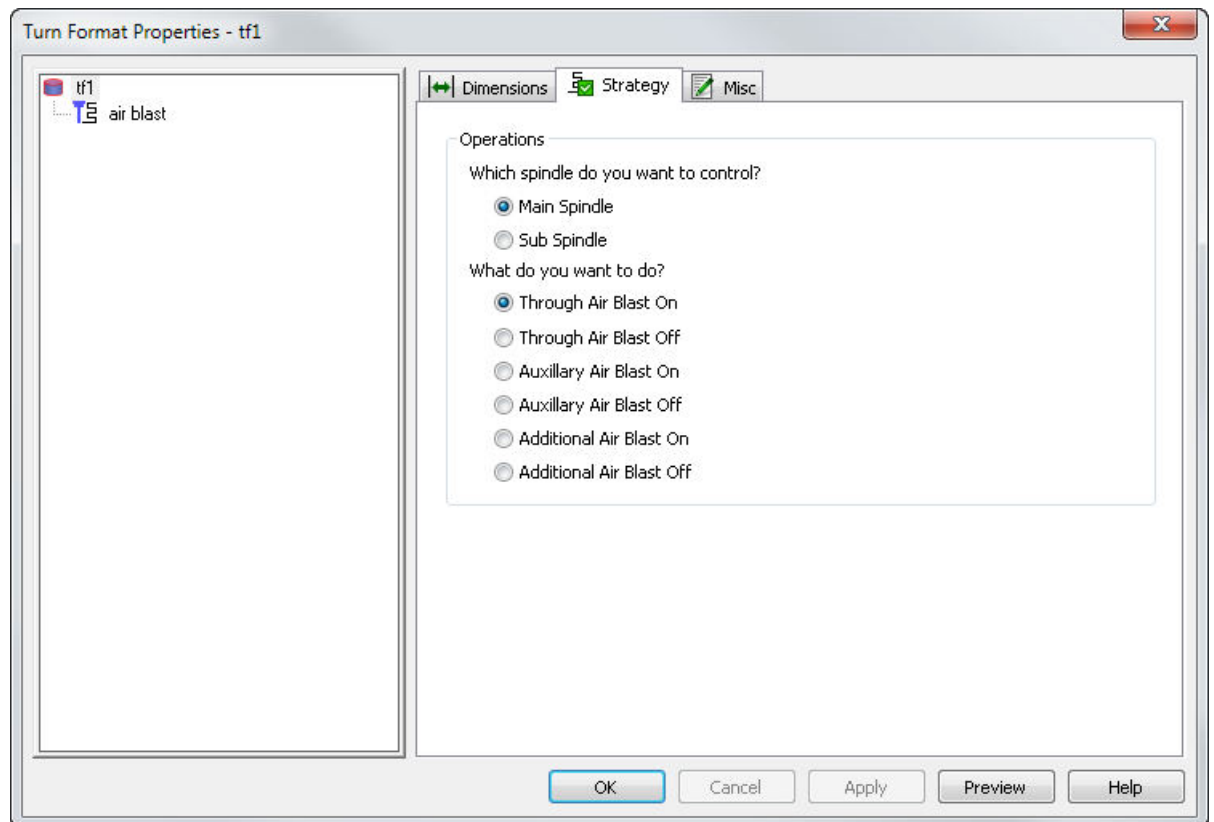 Turn Format Properties - tf1
tf1
air blast
Dimensions Strategy Misc
Operations
Which spindle do you want to control?
Main Spindle
Sub Spindle
What do you want to do?
Through Air Blast On
Through Air Blast Off
Auxillary Air Blast On
Auxillary Air Blast Off
Additional Air Blast On
Additional Air Blast Off
OK Cancel Apply Preview Help